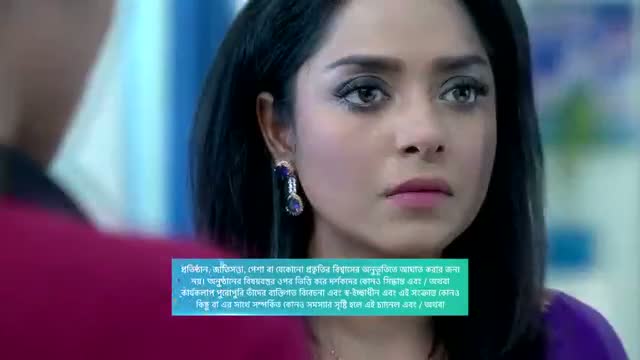 প্রতিষ্ঠান, জাতিসত্তা, পেশা বা যেকোনো প্রকৃতির বিশ্বাসের অনুভূতিতে আঘাত করার জন্য
নয়। অনুষ্ঠানের বিষয়বস্তুর ওপর ভিত্তি করে দর্শকদের কোনও সিদ্ধান্ত এবং / অথবা
কার্যকলাপ পুরোপুরি তাঁদের ব্যক্তিগত বিবেচনা এবং স্ব-ইচ্ছাধীন এবং এই সংক্রান্ত কোনও
কিছু বা এর সাথে সম্পর্কিত কোনও সমস্যার সৃষ্টি হলে এই চ্যানেল এবং / অথবা